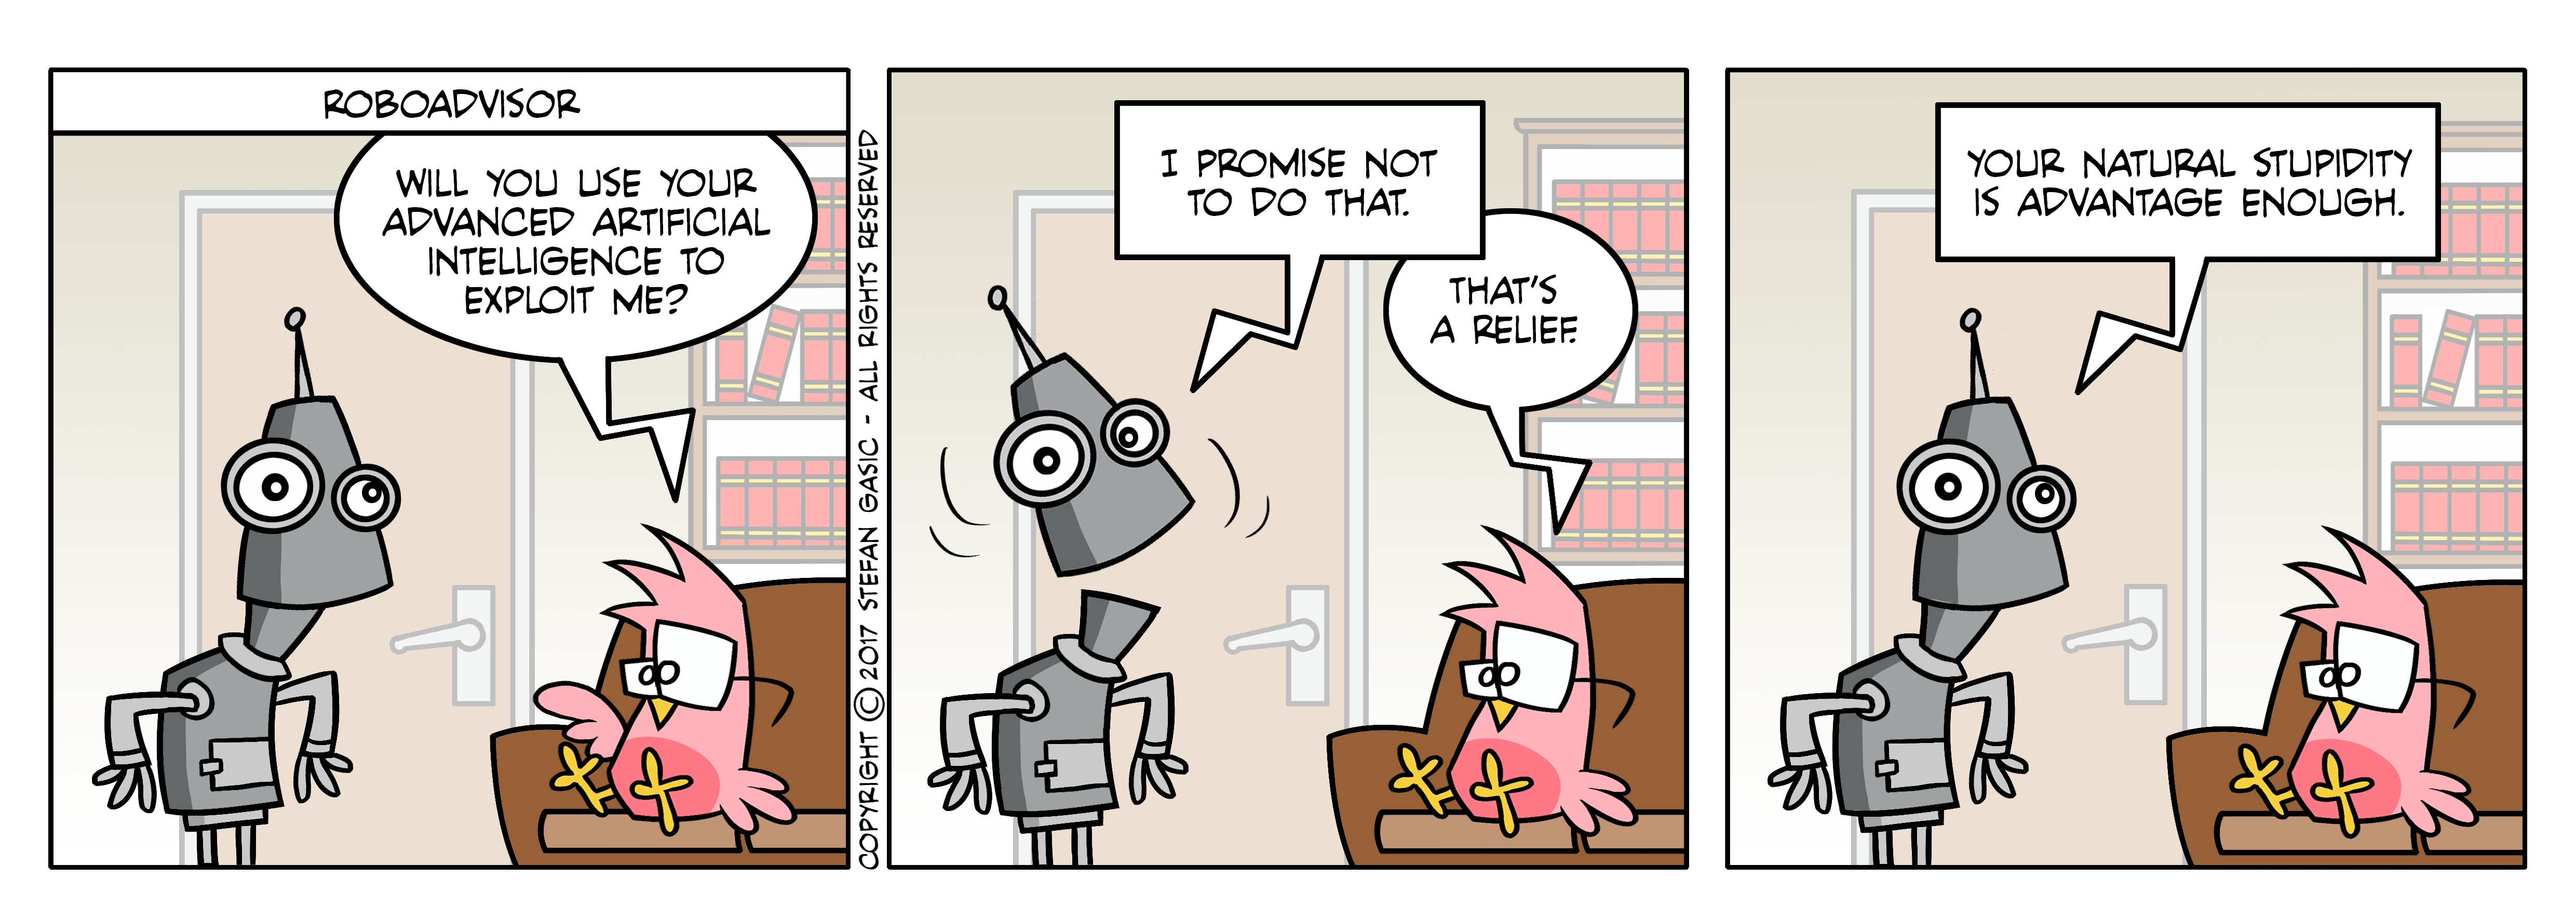 ROBOADVISOR
WILL YOU USE YOUR
ADVANCED ARTIFICIAL
INTELLIGENCE TO
EXPLOIT ME?
COPYRIGHT © 2017 STEFAN GASIC - ALL RIGHTS RESERVED
I PROMISE NOT
TO DO THAT.
THAT'S
A RELIEF.
YOUR NATURAL STUPIDITY
IS ADVANTAGE ENOUGH.